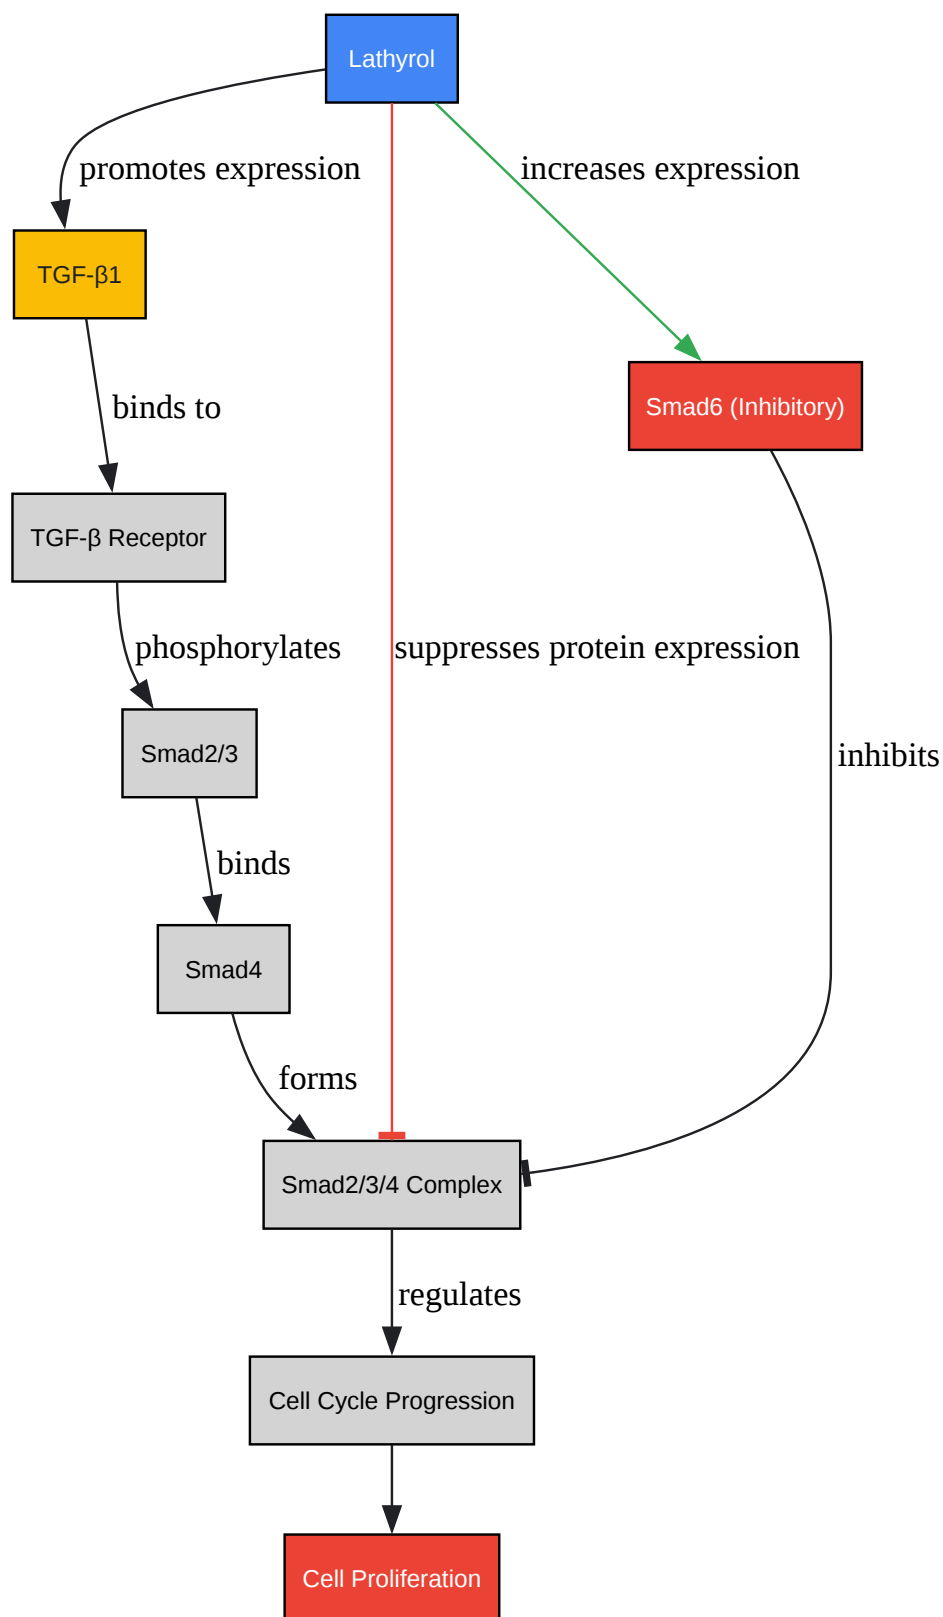 Lathyrol
promotes expression
increases expression
TGF-β1
binds to
Smad6 (Inhibitory)
TGF-β Receptor
phosphorylates
suppresses protein expression
Smad2/3
inhibits
binds
Smad4
forms
Smad2/3/4 Complex
regulates
Cell Cycle Progression
Cell Proliferation